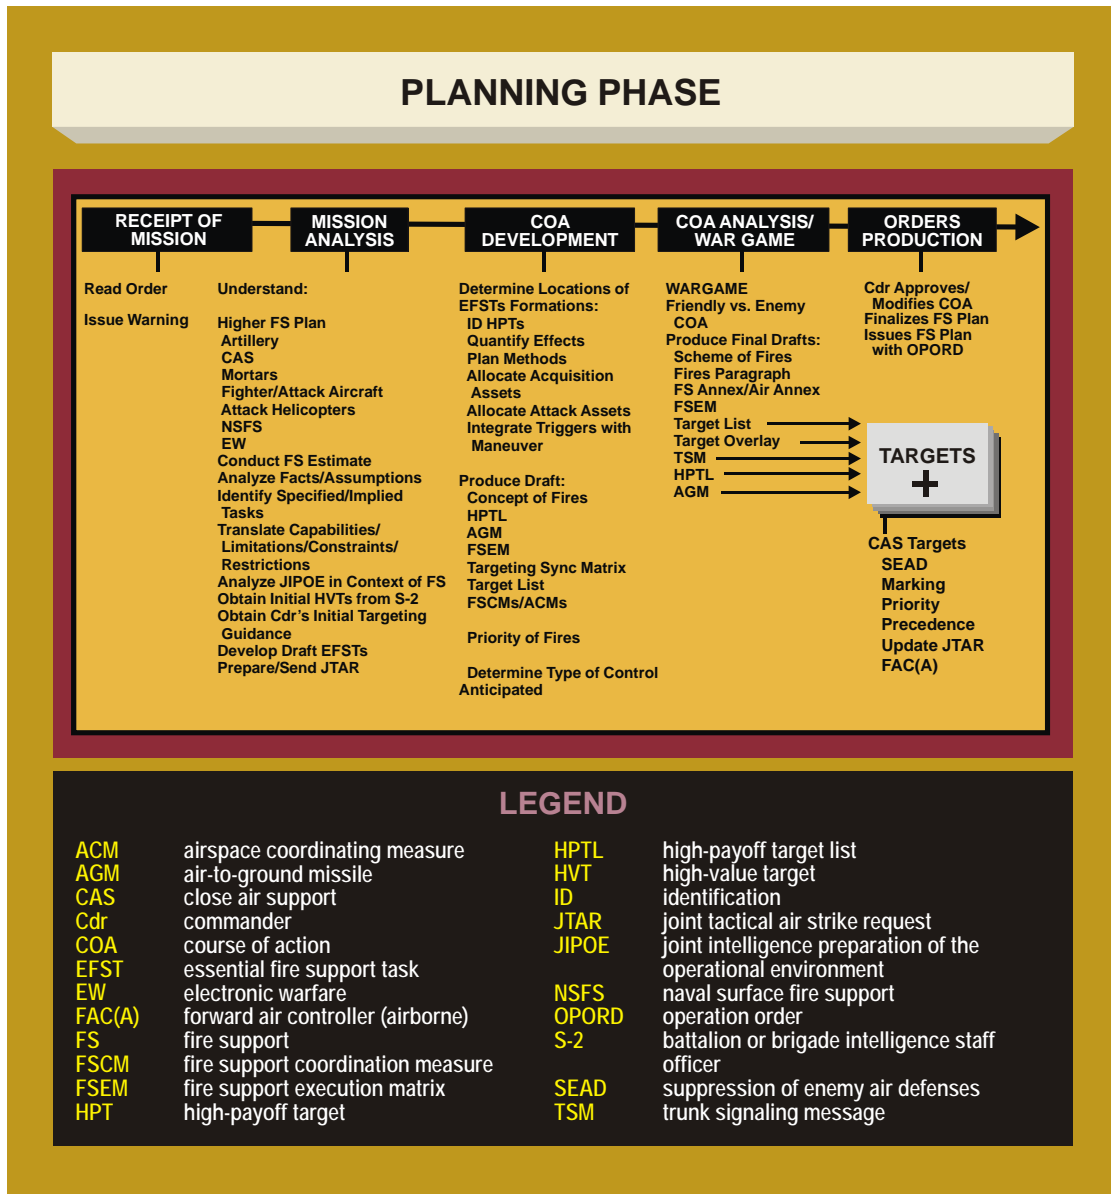 PLANNING PHASE
RECEIPT OF
MISSION
Read Order
Issue Warning
MISSION
ANALYSIS
Understand:
Higher FS Plan
Artillery
CAS
Mortars
Fighter/Attack Aircraft
Attack Helicopters
NSFS
EW
Conduct FS Estimate
Analyze Facts/Assumptions
Identify Specified/Implied
Tasks
Translate Capabilities/
Limitations/Constraints/
Restrictions
Analyze JIPOE in Context of FS
Obtain Initial HVTs from S-2
Obtain Cdr's Initial Targeting
Guidance
Develop Draft EFSTs
Prepare/Send JTAR
COA
DEVELOPMENT
Determine Locations of
EFSTs Formations:
ID HPTs
Quantify Effects
Plan Methods
Allocate Acquisition
Assets
Allocate Attack Assets
Integrate Triggers with
Maneuver
Produce Draft:
Concept of Fires
HPTL
AGM
FSEM
Targeting Sync Matrix
Target List
FSCMs/ACMs
Priority of Fires
Determine Type of Control
Anticipated
COA ANALYSIS/
WAR GAME
WARGAME
Friendly vs. Enemy
COA
Produce Final Drafts:
Scheme of Fires
Fires Paragraph
FS Annex/Air Annex
FSEM
Target List
Target Overlay
TSM
HPTL
AGM
ORDERS
PRODUCTION
Cdr Approves/
Modifies COA
Finalizes FS Plan
Issues FS Plan
with OPORD
TARGETS
+
CAS Targets
SEAD
Marking
Priority
Precedence
Update JTAR
FAC(A)
LEGEND
ACM airspace coordinating measure
AGM air-to-ground missile
CAS close air support
Cdr commander
COA course of action
EFST essential fire support task
EW electronic warfare
FAC(A) forward air controller (airborne)
FS fire support
FSCM fire support coordination measure
FSEM fire support execution matrix
HPT high-payoff target
HPTL high-payoff target list
HVT high-value target
ID identification
JTAR joint tactical air strike request
JIPOE joint intelligence preparation of the
operational environment
NSFS naval surface fire support
OPORD operation order
S-2 battalion or brigade intelligence staff
officer
SEAD suppression of enemy air defenses
TSM trunk signaling message